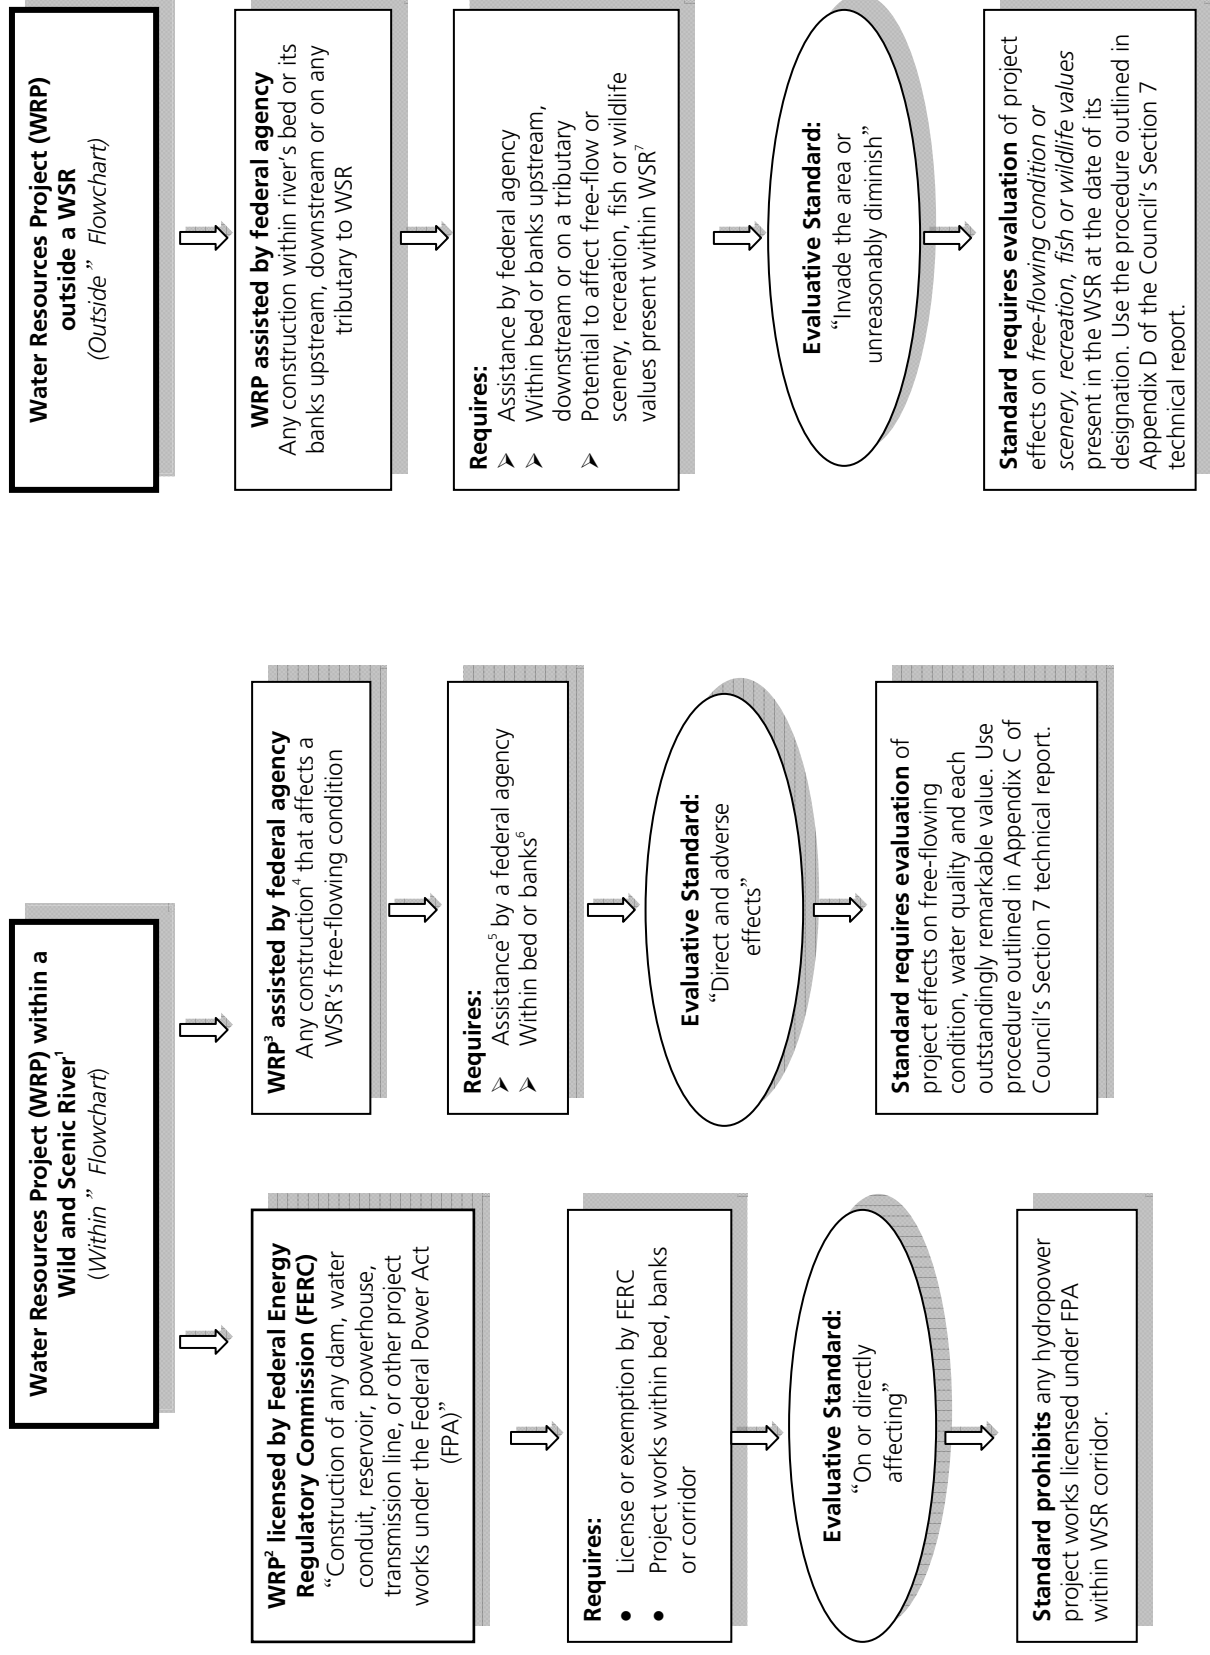 Water Resources Project (WRP) within a
Wild and Scenic River¹
(Within ” Flowchart)
WRP² licensed by Federal Energy
Regulatory Commission (FERC)
“Construction of any dam, water
conduit, reservoir, powerhouse,
transmission line, or other project
works under the Federal Power Act
(FPA)”
Requires:
● License or exemption by FERC
● Project works within bed, banks
or corridor
Evaluative Standard:
“On or directly
affecting”
Standard prohibits any hydropower
project works licensed under FPA
within WSR corridor.
WRP³ assisted by federal agency
Any construction⁴ that affects a
WSR’s free-flowing condition
Requires:
➢ Assistance⁵ by a federal agency
➢ Within bed or banks⁶
Evaluative Standard:
“Direct and adverse
effects”
Standard requires evaluation of
project effects on free-flowing
condition, water quality and each
outstandingly remarkable value. Use
procedure outlined in Appendix C of
Council’s Section 7 technical report.
Water Resources Project (WRP)
outside a WSR
(Outside ” Flowchart)
WRP assisted by federal agency
Any construction within river’s bed or its
banks upstream, downstream or on any
tributary to WSR
Requires:
➢ Assistance by federal agency
➢ Within bed or banks upstream,
downstream or on a tributary
➢ Potential to affect free-flow or
scenery, recreation, fish or wildlife
values present within WSR⁷
Evaluative Standard:
“Invade the area or
unreasonably diminish”
Standard requires evaluation of project
effects on free-flowing condition or
scenery, recreation, fish or wildlife values
present in the WSR at the date of its
designation. Use the procedure outlined in
Appendix D of the Council’s Section 7
technical report.